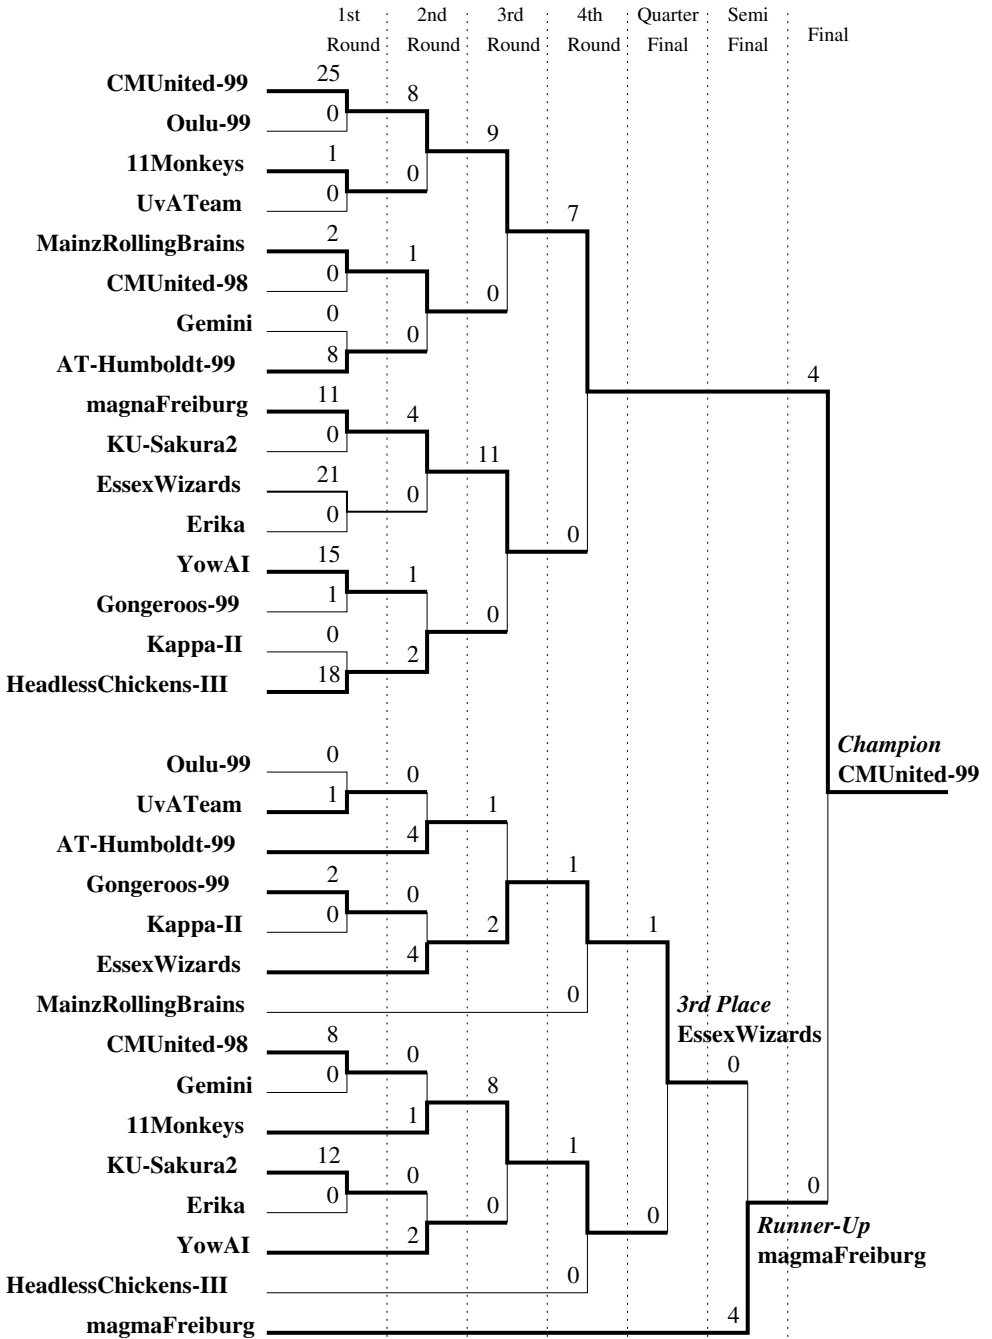 1st 2nd 3rd 4th Quarter Semi
Final
Round Round Round Round Final Final
25
CMUnited-99
8
0
Oulu-99
9
1
11Monkeys
0
0
UvATeam
7
2
MainzRollingBrains
1
0
CMUnited-98
0
0
Gemini
0
8
AT-Humboldt-99
4
11
magnaFreiburg
4
0
KU-Sakura2
11
21
EssexWizards
0
0
Erika
0
15
YowAI
1
1
Gongeroos-99
0
0
Kappa-II
2
18
HeadlessChickens-III
Champion
CMUnited-99
0
Oulu-99
0
1
UvATeam
1
4
AT-Humboldt-99
1
2
Gongeroos-99
0
0
Kappa-II
2
1
4
EssexWizards
0
MainzRollingBrains
3rd Place
EssexWizards
8
CMUnited-98
0
0
0
Gemini
8
1
11Monkeys
1
12
KU-Sakura2
0
0
0
Erika
0
0
2
YowAI
Runner-Up
magmaFreiburg
0
HeadlessChickens-III
4
magmaFreiburg